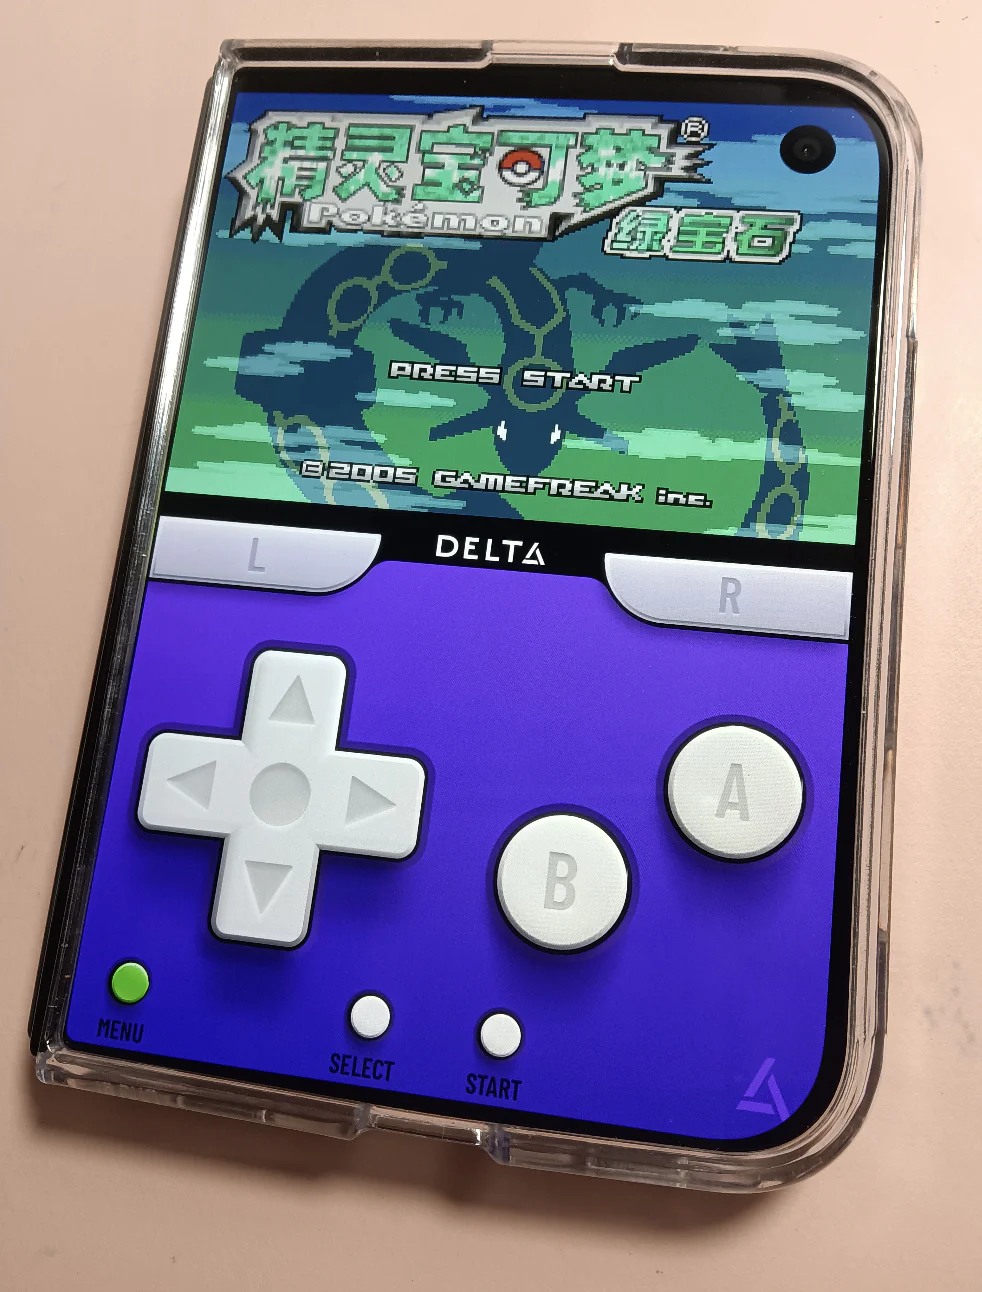 精灵宝可梦®
Pokémon
绿宝石
PRESS START
©2005 GAMEFREAK inc.
L
DELTA
R
A
B
MENU
SELECT
START